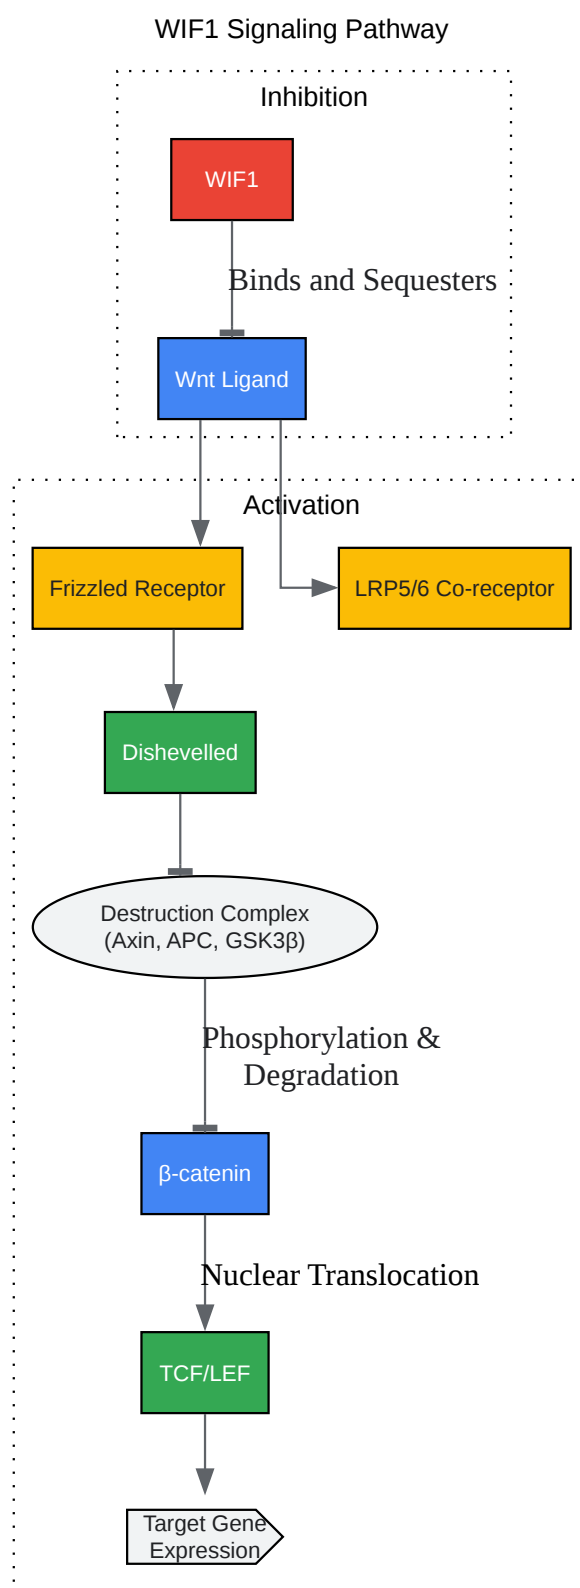 WIF1 Signaling Pathway
Inhibition
WIF1
Binds and Sequesters
Wnt Ligand
Activation
Frizzled Receptor
LRP5/6 Co-receptor
Dishevelled
Destruction Complex
(Axin, APC, GSK3β)
Phosphorylation &
Degradation
β-catenin
Nuclear Translocation
TCF/LEF
Target Gene
Expression